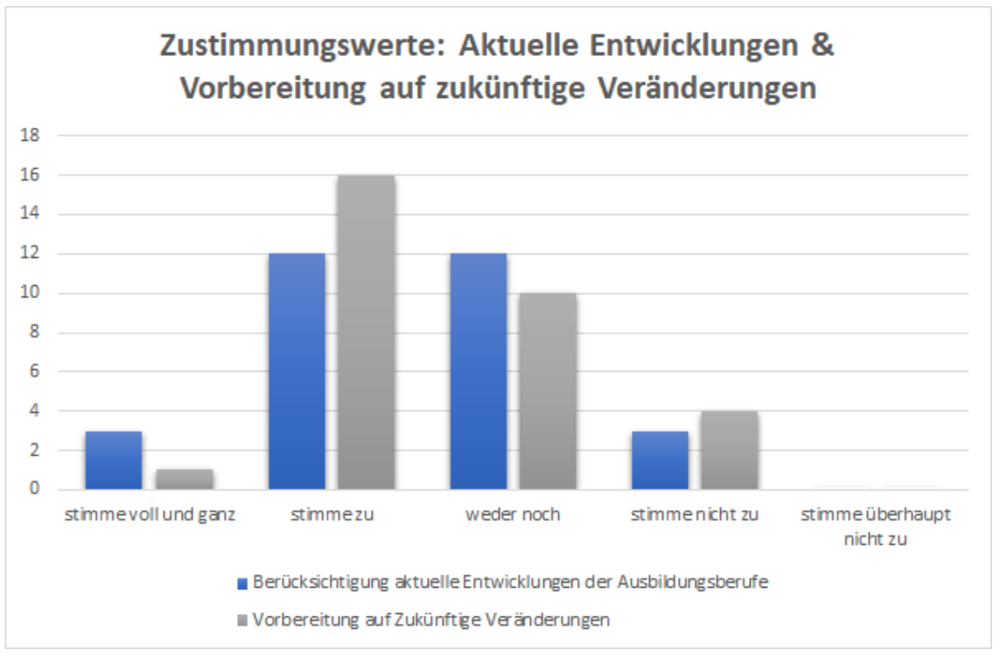 Zustimmungswerte: Aktuelle Entwicklungen &
Vorbereitung auf zukünftige Veränderungen
18
16
14
12
10
8
6
4
2
0
stimme voll und ganz
stimme zu
weder noch
stimme nicht zu
stimme überhaupt
nicht zu
Berücksichtigung aktuelle Entwicklungen der Ausbildungsberufe
Vorbereitung auf Zukünftige Veränderungen